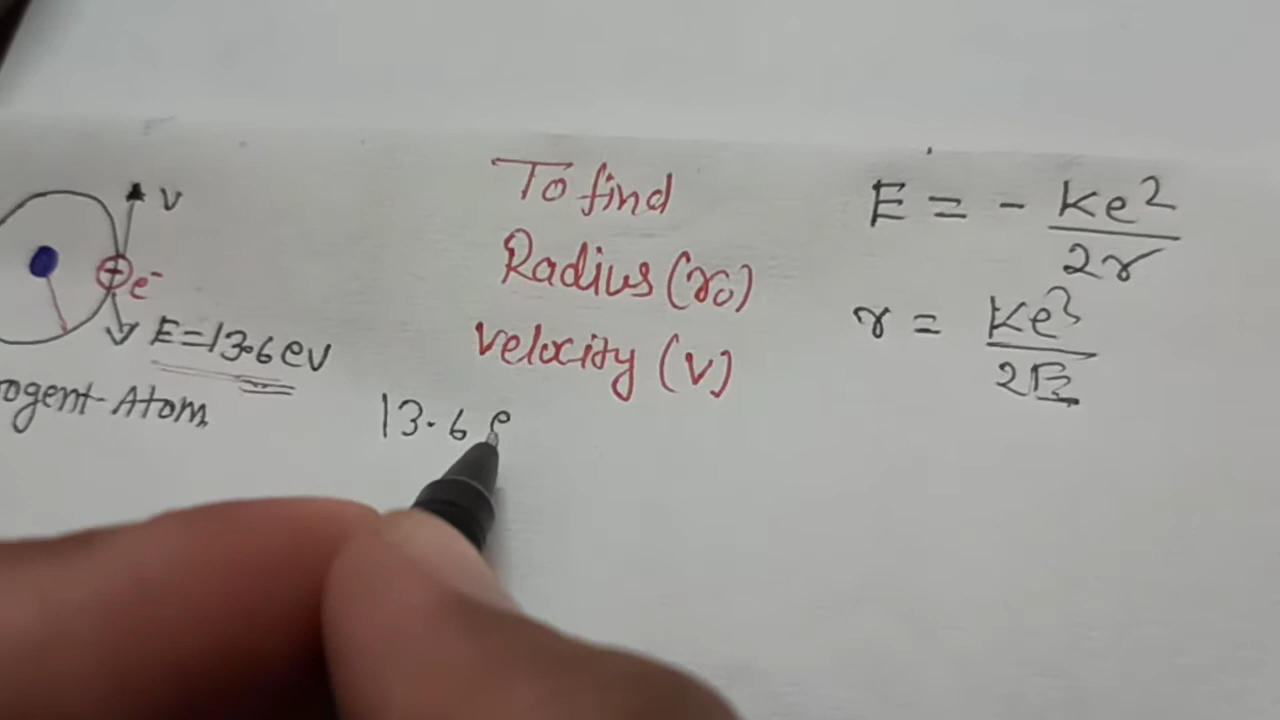 V
e⁻
E=13.6eV
ogent Atom
To find
Radius (r₀)
Velocity (V)
13.6 e
E = - Ke²/2r
r = Ke²/2E